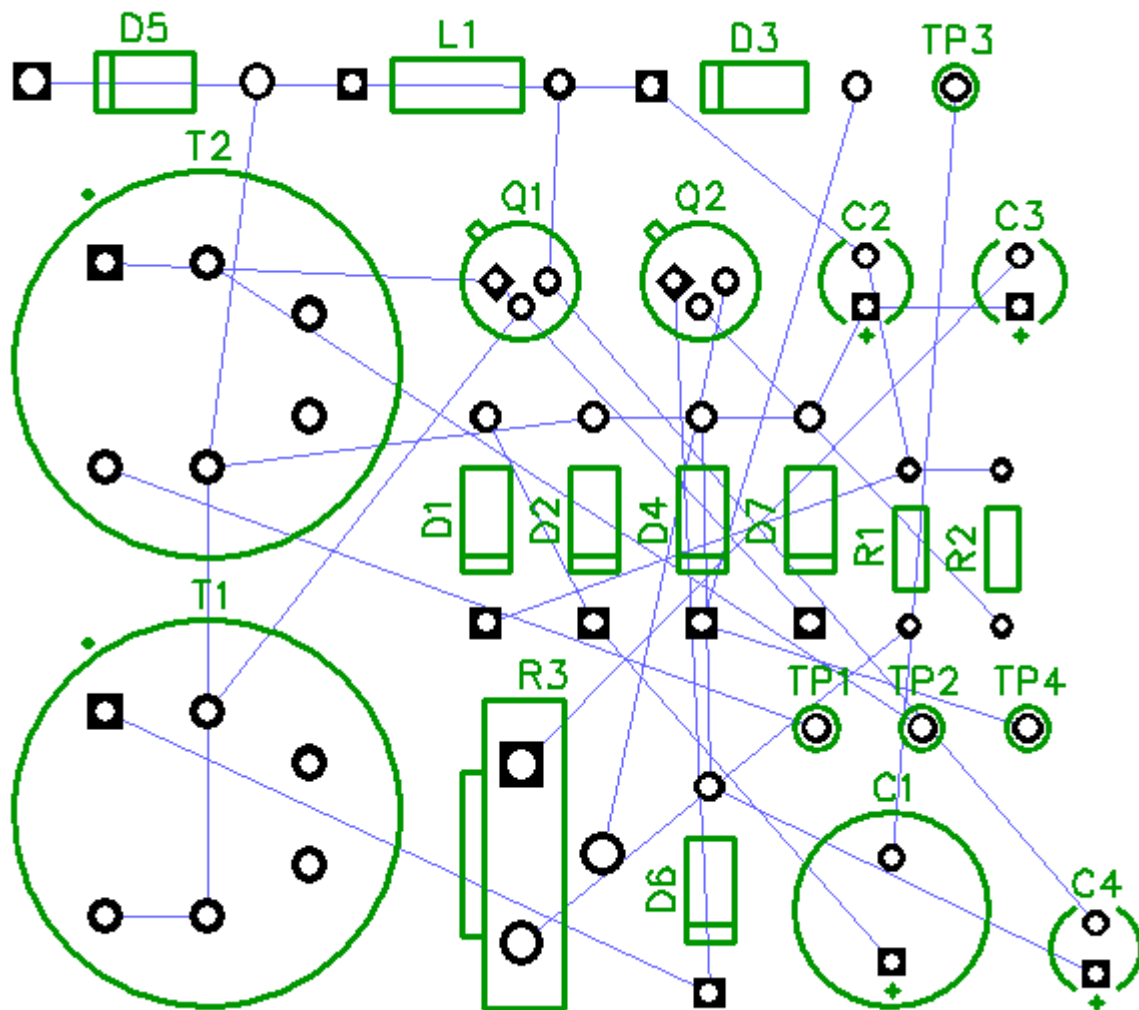 D5 L1 D3 TP3
T2 Q1 Q2 C2 C3
D1 D2 D4 D7 R1 R2
T1
R3 TP1 TP2 TP4
C1
D6 C4